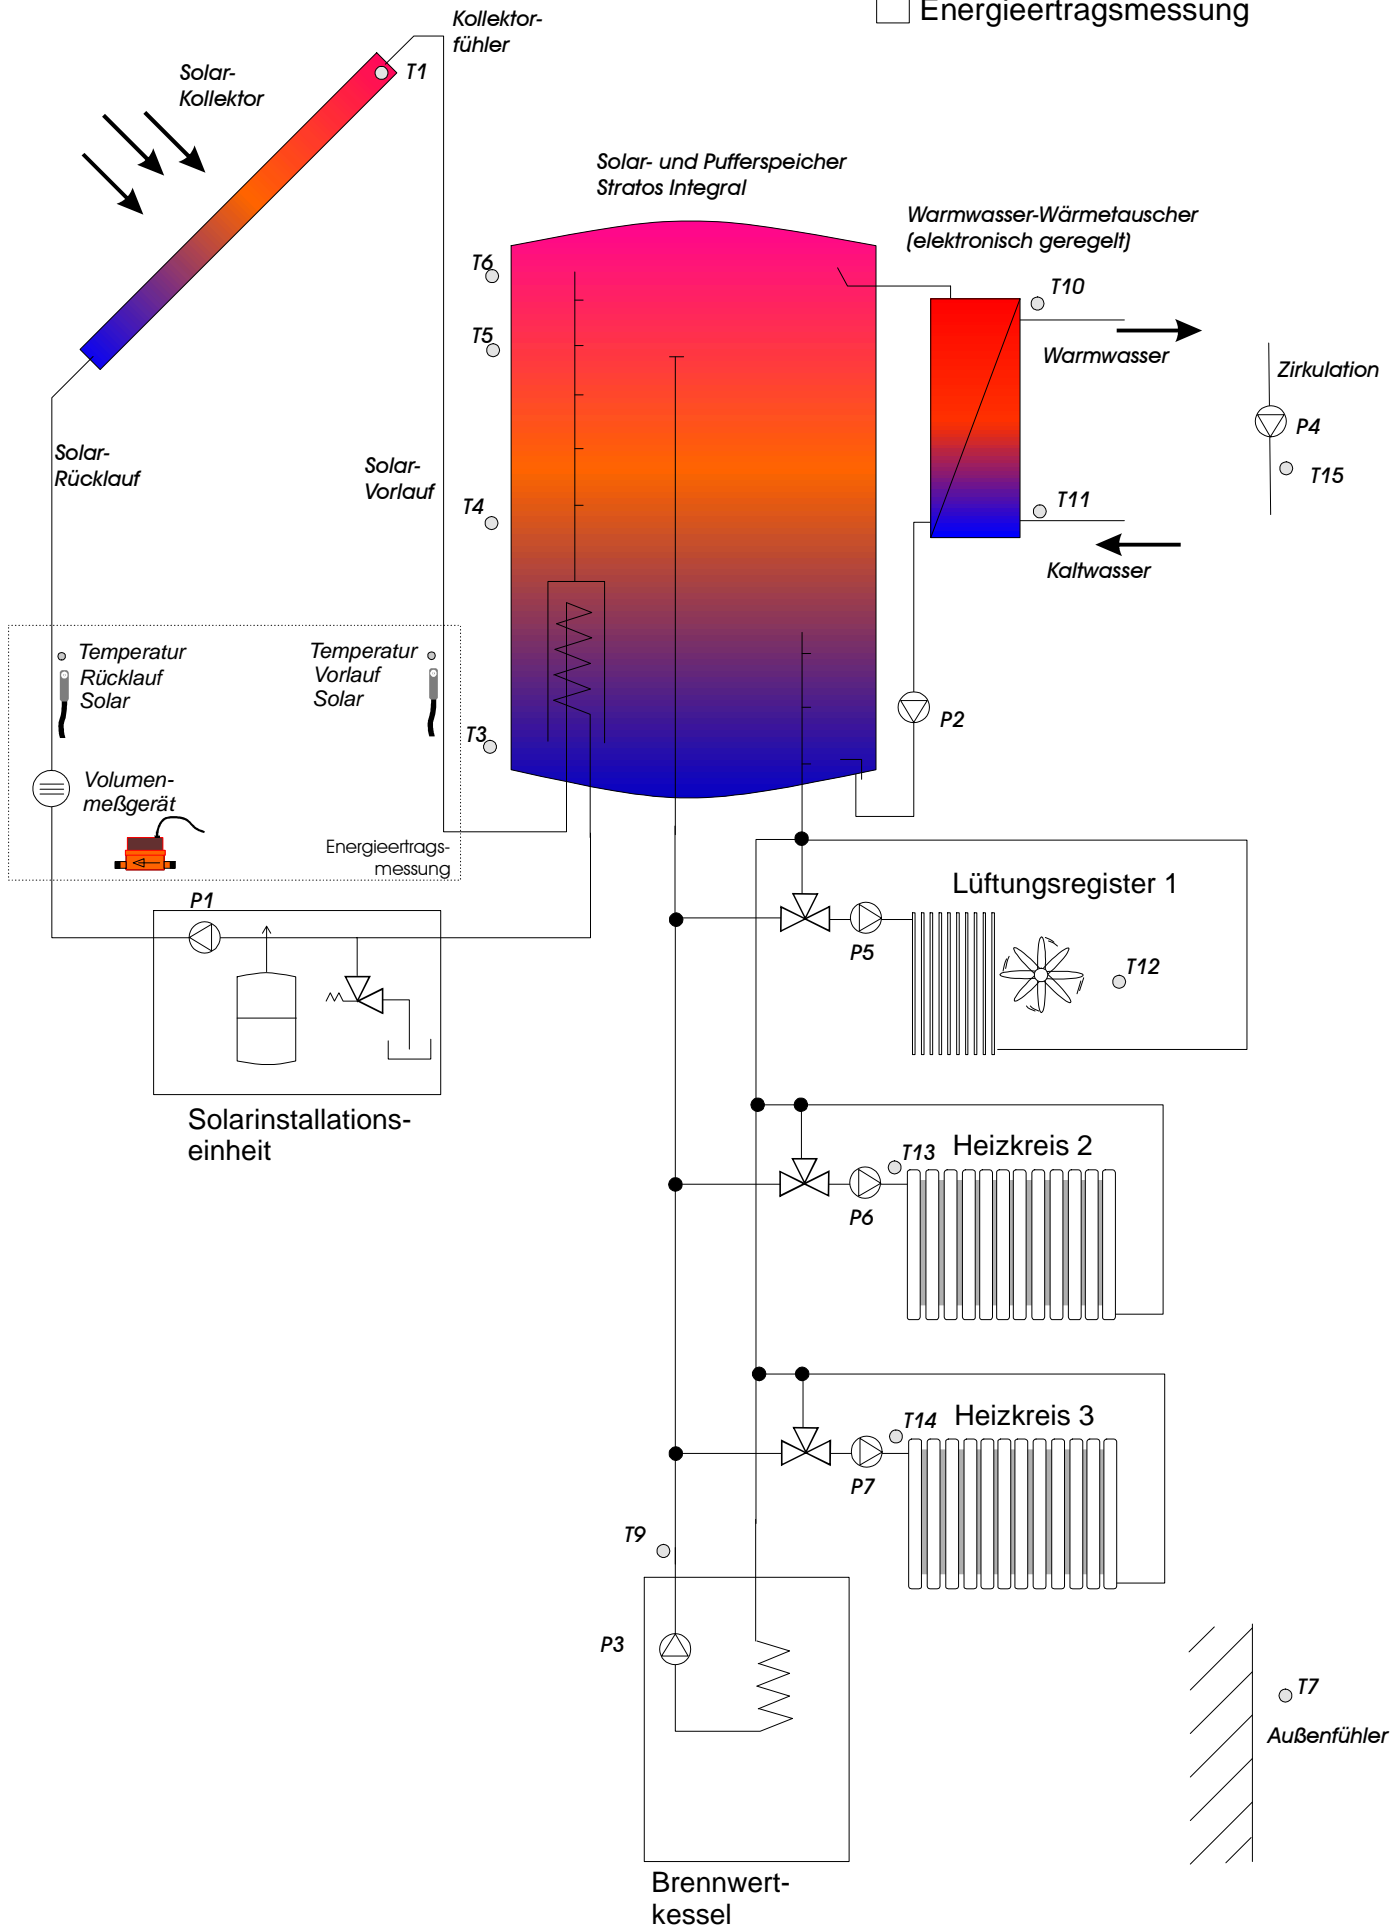 Energieertragsmessung
Kollektor-
fühler
Solar-
Kollektor
T1
Solar- und Pufferspeicher
Stratos Integral
Warmwasser-Wärmetauscher
(elektronisch geregelt)
T6
T10
T5
Warmwasser
Zirkulation
P4
T15
Solar-
Rücklauf
Solar-
Vorlauf
T4
T11
Kaltwasser
Temperatur
Rücklauf
Solar
Temperatur
Vorlauf
Solar
T3
P2
Volumen-
meßgerät
Energieertrags-
messung
Lüftungsregister 1
P1
P5
T12
Solarinstallations-
einheit
T13
Heizkreis 2
P6
T14
Heizkreis 3
P7
T9
P3
T7
Außenfühler
Brennwert-
kessel